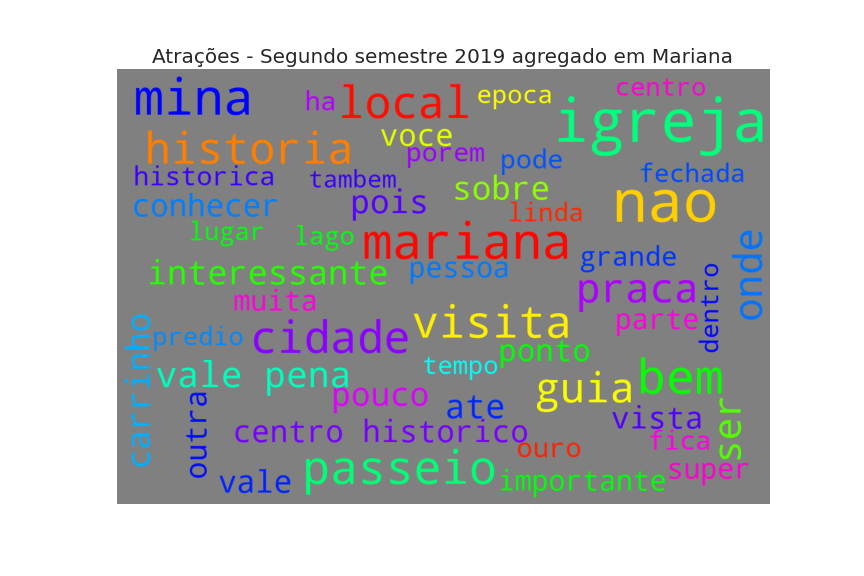 Atrações - Segundo semestre 2019 agregado em Mariana
mina
ha
local
epoca
centro
igreja
historia
voce
porem
pode
historica
tambem
fechada
conhecer
pois
sobre
linda
nao
lugar
lago
mariana
grande
onde
interessante
pessoa
praca
dentro
muita
visita
parte
carrinho
predio
cidade
ponto
vale pena
tempo
pouco
guia
bem
outra
ate
vista
ser
centro historico
ouro
fica
vale
passeio
importante
super